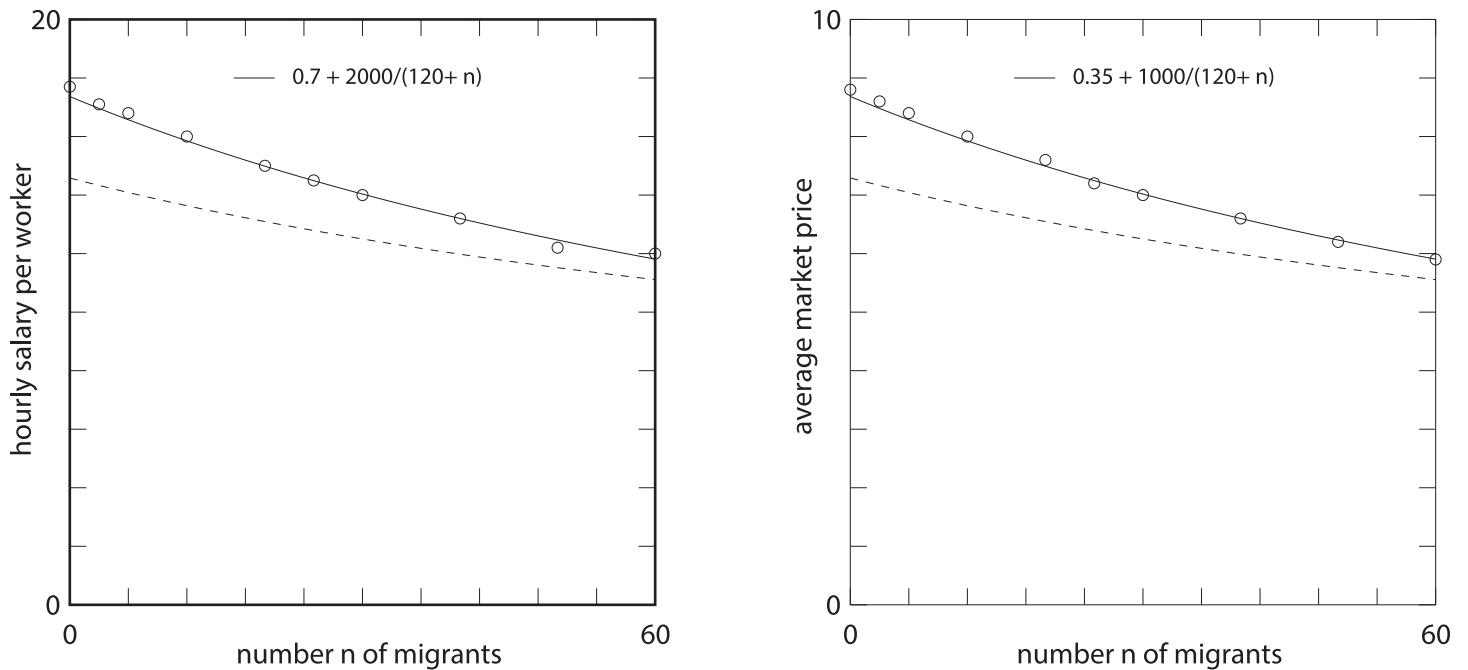 20
0.7 + 2000/(120+ n)
hourly salary per worker
0
0
60
number n of migrants
10
0.35 + 1000/(120+ n)
average market price
0
0
60
number n of migrants